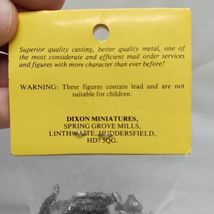 Superior quality casting, better quality metal, one of
the most considerate and efficient mail order services
and figures with more character than ever before!
WARNING: These figures contain lead and are not
suitable for children.
DIXON MINIATURES,
SPRING GROVE MILLS,
LINTHWAITE, HUDDERSFIELD,
HD7 5QG.